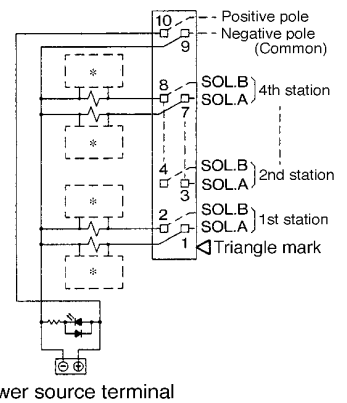 10 Positive pole
Negative pole
9 (Common)
*
8 SOL.B
SOL.A 4th station
7
*
4 SOL.B
SOL.A 2nd station
3
*
2 SOL.B
SOL.A 1st station
1 Triangle mark
*
⊖ ⊕
wer source terminal